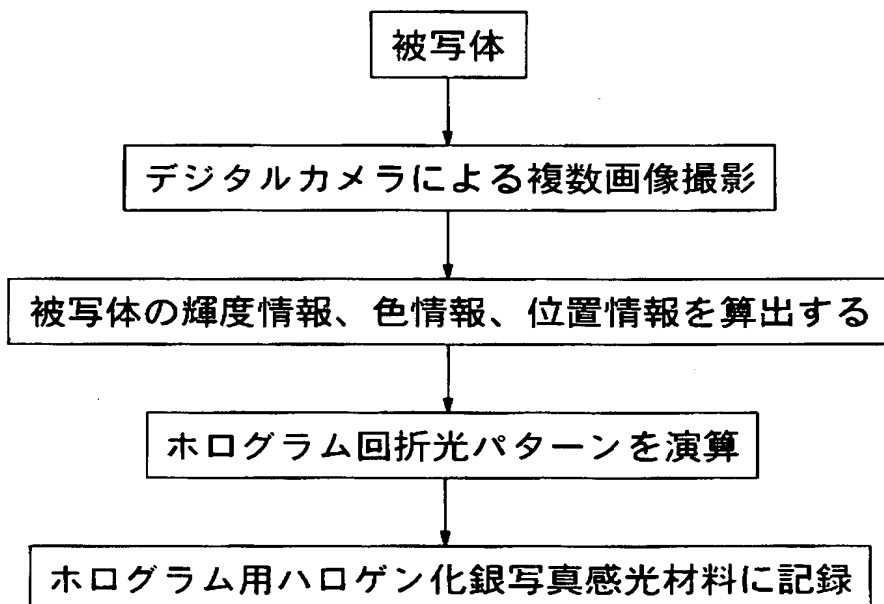 被写体
デジタルカメラによる複数画像撮影
被写体の輝度情報、色情報、位置情報を算出する
ホログラム回折光パターンを演算
ホログラム用ハロゲン化銀写真感光材料に記録